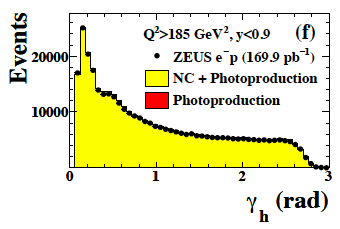 Q²>185 GeV², y<0.9 (f)
ZEUS e⁻p (169.9 pb⁻¹)
NC + Photoproduction
Photoproduction
Events
20000
10000
0 1 2 3
γₕ (rad)